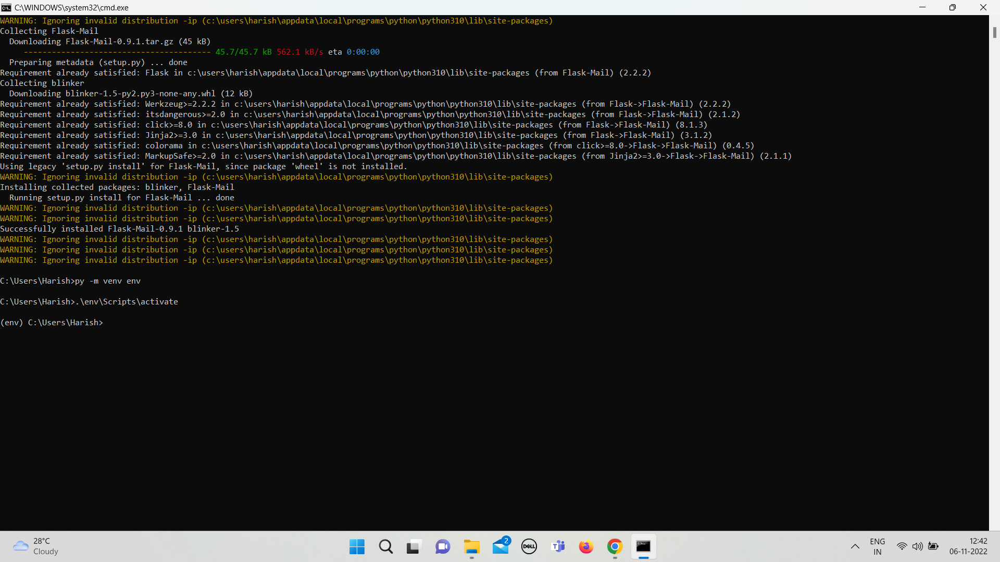 C:\WINDOWS\system32\cmd.exe
WARNING: Ignoring invalid distribution -ip (c:\users\harish\appdata\local\programs\python\python310\lib\site-packages)
Collecting Flask-Mail
  Downloading Flask-Mail-0.9.1.tar.gz (45 kB)
     ---------------------------------------- 45.7/45.7 kB 562.1 kB/s eta 0:00:00
  Preparing metadata (setup.py) ... done
Requirement already satisfied: Flask in c:\users\harish\appdata\local\programs\python\python310\lib\site-packages (from Flask-Mail) (2.2.2)
Collecting blinker
  Downloading blinker-1.5-py2.py3-none-any.whl (12 kB)
Requirement already satisfied: Werkzeug>=2.2.2 in c:\users\harish\appdata\local\programs\python\python310\lib\site-packages (from Flask->Flask-Mail) (2.2.2)
Requirement already satisfied: itsdangerous>=2.0 in c:\users\harish\appdata\local\programs\python\python310\lib\site-packages (from Flask->Flask-Mail) (2.1.2)
Requirement already satisfied: click>=8.0 in c:\users\harish\appdata\local\programs\python\python310\lib\site-packages (from Flask->Flask-Mail) (8.1.3)
Requirement already satisfied: Jinja2>=3.0 in c:\users\harish\appdata\local\programs\python\python310\lib\site-packages (from Flask->Flask-Mail) (3.1.2)
Requirement already satisfied: colorama in c:\users\harish\appdata\local\programs\python\python310\lib\site-packages (from click>=8.0->Flask->Flask-Mail) (0.4.5)
Requirement already satisfied: MarkupSafe>=2.0 in c:\users\harish\appdata\local\programs\python\python310\lib\site-packages (from Jinja2>=3.0->Flask->Flask-Mail) (2.1.1)
Using legacy 'setup.py install' for Flask-Mail, since package 'wheel' is not installed.
WARNING: Ignoring invalid distribution -ip (c:\users\harish\appdata\local\programs\python\python310\lib\site-packages)
Installing collected packages: blinker, Flask-Mail
  Running setup.py install for Flask-Mail ... done
WARNING: Ignoring invalid distribution -ip (c:\users\harish\appdata\local\programs\python\python310\lib\site-packages)
WARNING: Ignoring invalid distribution -ip (c:\users\harish\appdata\local\programs\python\python310\lib\site-packages)
Successfully installed Flask-Mail-0.9.1 blinker-1.5
WARNING: Ignoring invalid distribution -ip (c:\users\harish\appdata\local\programs\python\python310\lib\site-packages)
WARNING: Ignoring invalid distribution -ip (c:\users\harish\appdata\local\programs\python\python310\lib\site-packages)
WARNING: Ignoring invalid distribution -ip (c:\users\harish\appdata\local\programs\python\python310\lib\site-packages)
C:\Users\Harish>py -m venv env
C:\Users\Harish>.\env\Scripts\activate
(env) C:\Users\Harish>
28°C
Cloudy
2
DELL
ENG
IN
12:42
06-11-2022